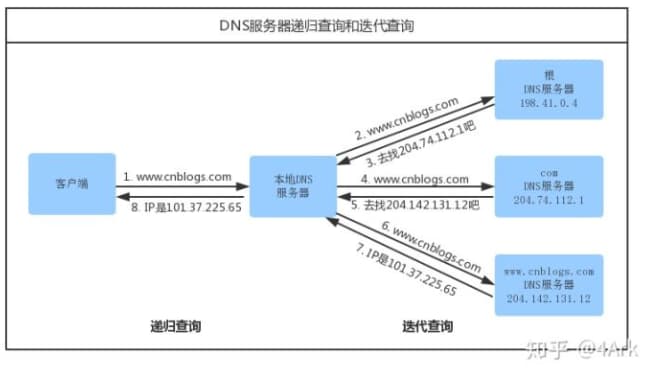 DNS服务器递归查询和迭代查询
根
DNS服务器
198.41.0.4
2. www.cnblogs.com
3. 去找204.74.112.1吧
客户端
1. www.cnblogs.com
8. IP是101.37.225.65
本地DNS
服务器
4. www.cnblogs.com
5. 去找204.142.131.12吧
com
DNS服务器
204.74.112.1
6. www.cnblogs.com
7. IP是101.37.225.65
www.cnblogs.com
DNS服务器
204.142.131.12
递归查询
迭代查询
知乎 @4Ark